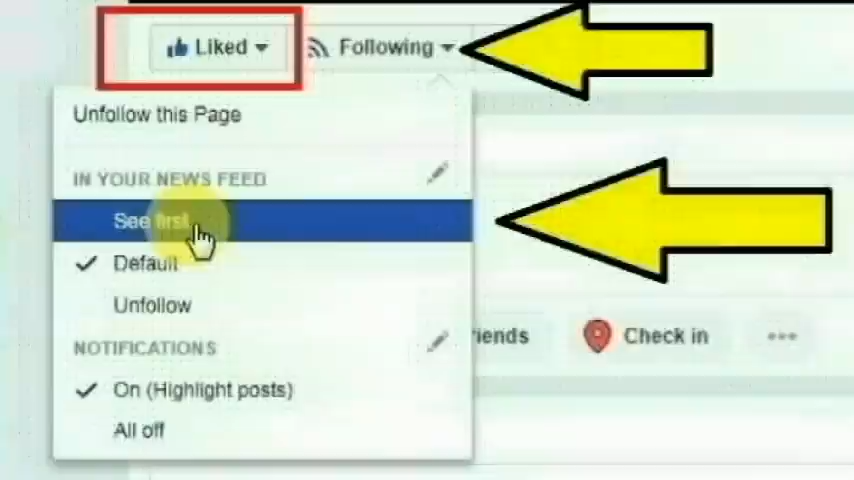 Liked Following
Unfollow this Page
IN YOUR NEWS FEED
See first
Default
Unfollow
NOTIFICATIONS
riends Check in
On (Highlight posts)
All off